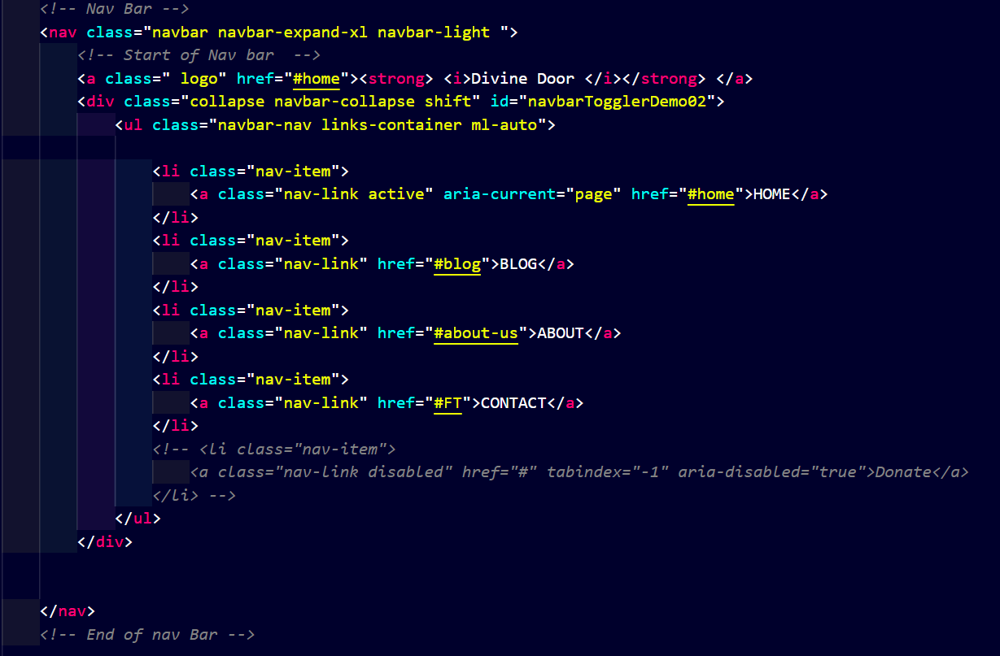 <!-- Nav Bar -->
<nav class="navbar navbar-expand-xl navbar-light ">
<!-- Start of Nav bar  -->
<a class=" logo" href="#home"><strong> <i>Divine Door </i></strong> </a>
<div class="collapse navbar-collapse shift" id="navbarTogglerDemo02">
<ul class="navbar-nav links-container ml-auto">
<li class="nav-item">
<a class="nav-link active" aria-current="page" href="#home">HOME</a>
</li>
<li class="nav-item">
<a class="nav-link" href="#blog">BLOG</a>
</li>
<li class="nav-item">
<a class="nav-link" href="#about-us">ABOUT</a>
</li>
<li class="nav-item">
<a class="nav-link" href="#FT">CONTACT</a>
</li>
<!-- <li class="nav-item">
<a class="nav-link disabled" href="#" tabindex="-1" aria-disabled="true">Donate</a>
</li> -->
</ul>
</div>
</nav>
<!-- End of nav Bar -->